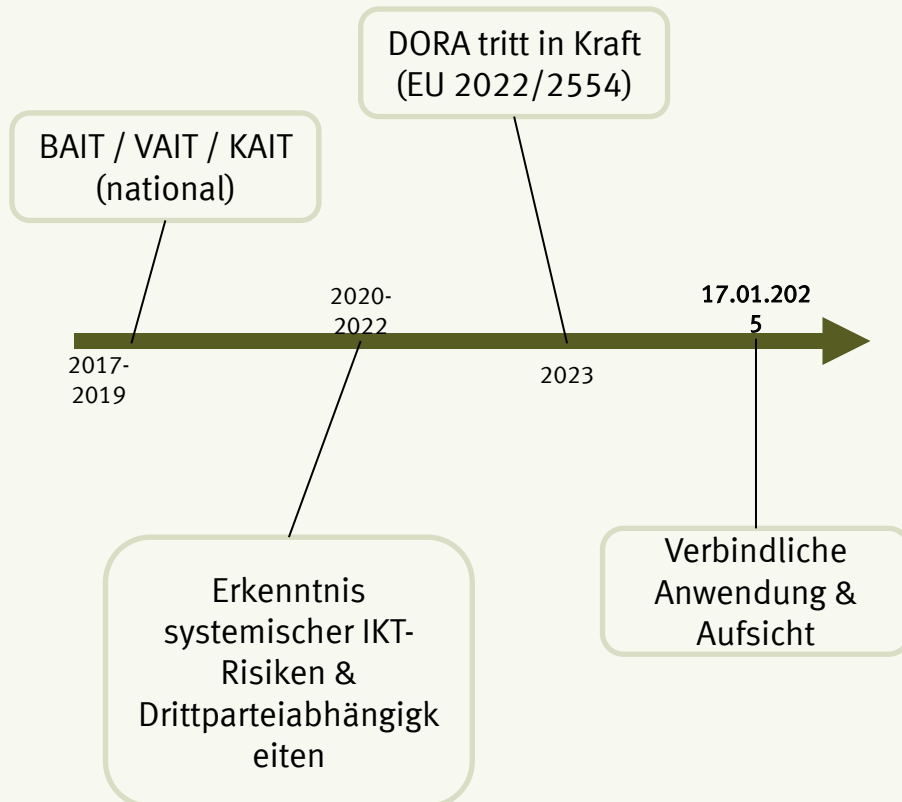 DORA tritt in Kraft
(EU 2022/2554)
BAIT / VAIT / KAIT
(national)
2020-
2022
17.01.202
5
2017-
2019
2023
Erkenntnis
systemischer IKT-
Risiken &
Drittparteiabhängigk
eiten
Verbindliche
Anwendung &
Aufsicht